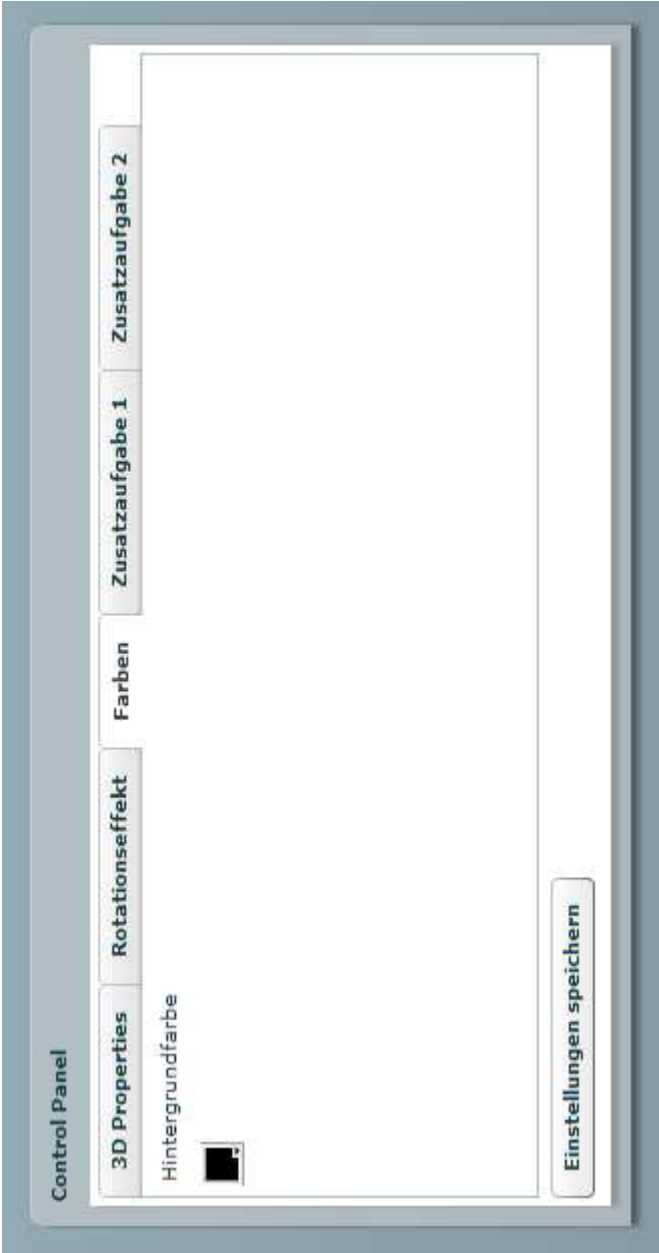 Control Panel
3D Properties Rotationseffekt Farben Zusatzaufgabe 1 Zusatzaufgabe 2
Hintergrundfarbe
Einstellungen speichern